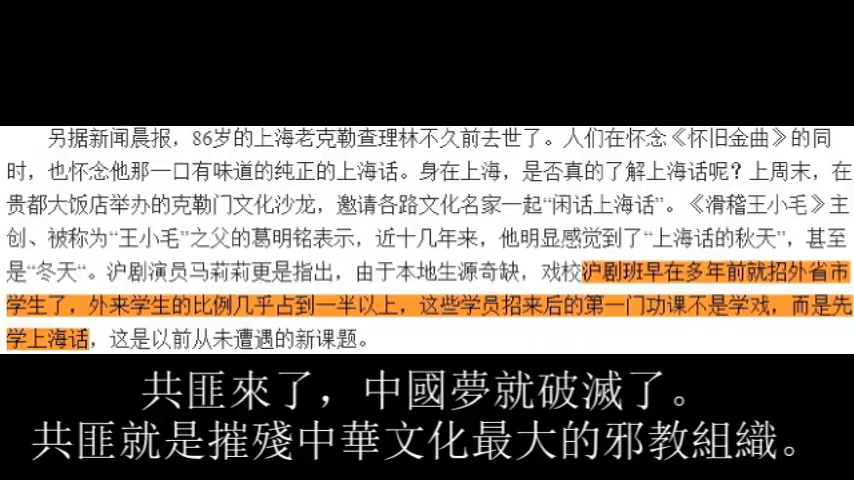 另据新闻晨报，86岁的上海老克勒查理林不久前去世了。人们在怀念《怀旧金曲》的同
时，也怀念他那一口有味道的纯正的上海话。身在上海，是否真的了解上海话呢？上周末，在
贵都大饭店举办的克勒门文化沙龙，邀请各路文化名家一起“闲话上海话”。《滑稽王小毛》主
创、被称为“王小毛”之父的葛明铭表示，近十几年来，他明显感觉到了“上海话的秋天”，甚至
是“冬天“。沪剧演员马莉莉更是指出，由于本地生源奇缺，戏校沪剧班早在多年前就招外省市
学生了，外来学生的比例几乎占到一半以上，这些学员招来后的第一门功课不是学戏，而是先
学上海话，这是以前从未遭遇的新课题。
共匪來了，中國夢就破滅了。
共匪就是摧殘中華文化最大的邪教組織。